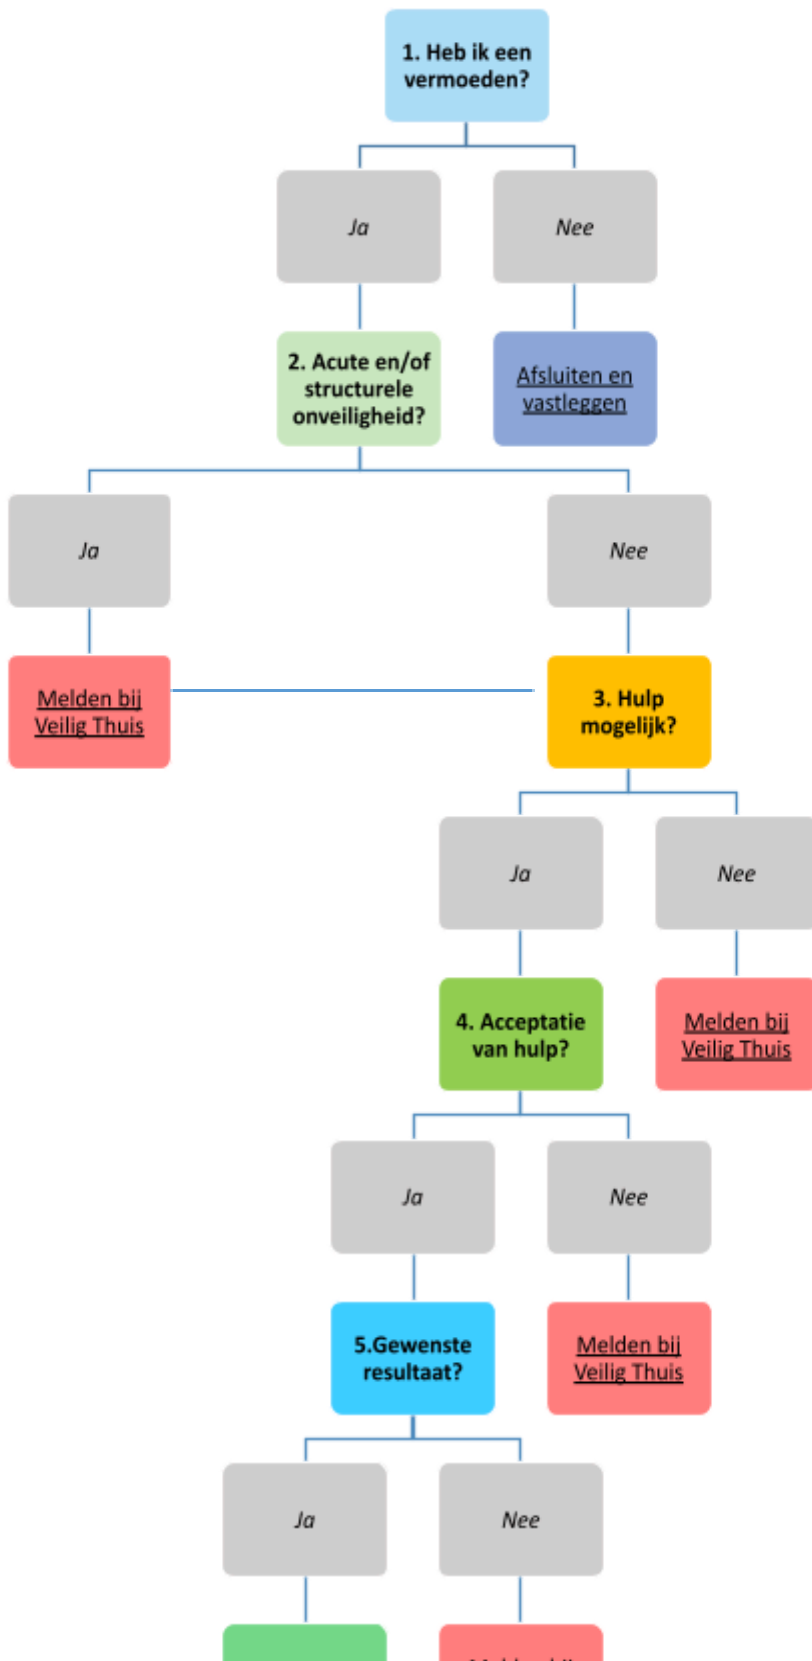 1. Heb ik een
vermoeden?
Ja
Nee
2. Acute en/of
structurele
onveiligheid?
Afsluiten en
vastleggen
Ja
Nee
Melden bij
Veilig Thuis
3. Hulp
mogelijk?
Ja
Nee
4. Acceptatie
van hulp?
Melden bij
Veilig Thuis
Ja
Nee
5.Gewenste
resultaat?
Melden bij
Veilig Thuis
Ja
Nee